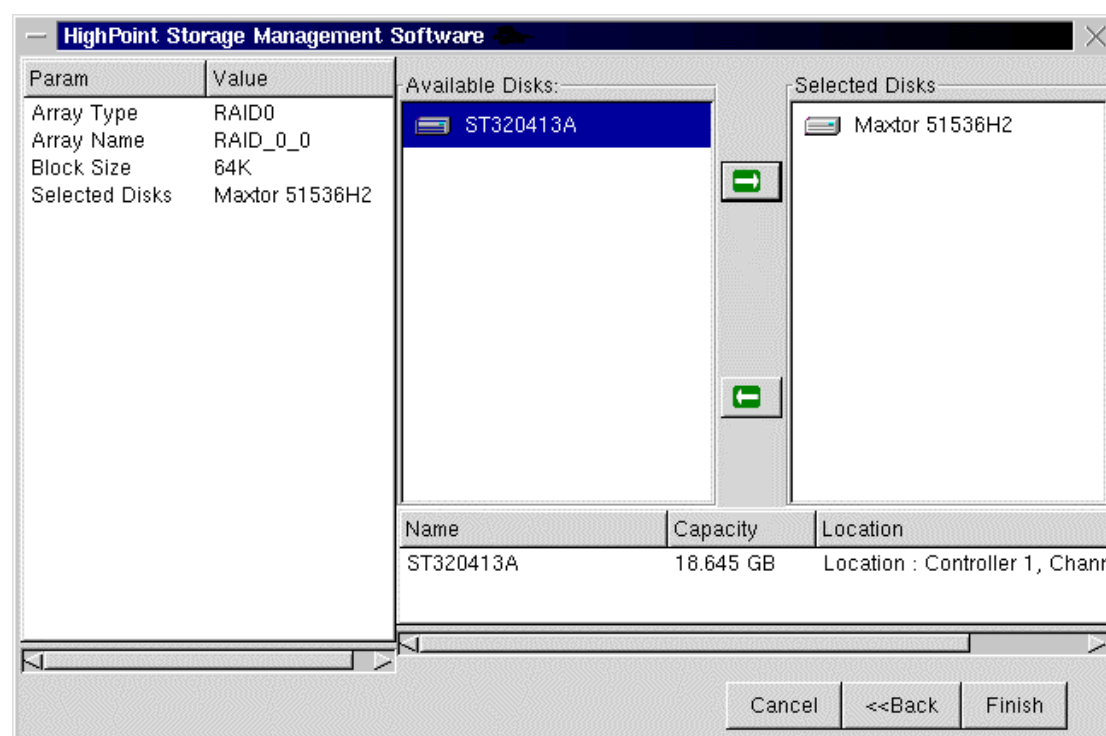 HighPoint Storage Management Software
Param Value
Array Type RAID0
Array Name RAID_0_0
Block Size 64K
Selected Disks Maxtor 51536H2
Available Disks:
ST320413A
Selected Disks
Maxtor 51536H2
Name Capacity Location
ST320413A 18.645 GB Location : Controller 1, Chann
Cancel <<Back Finish